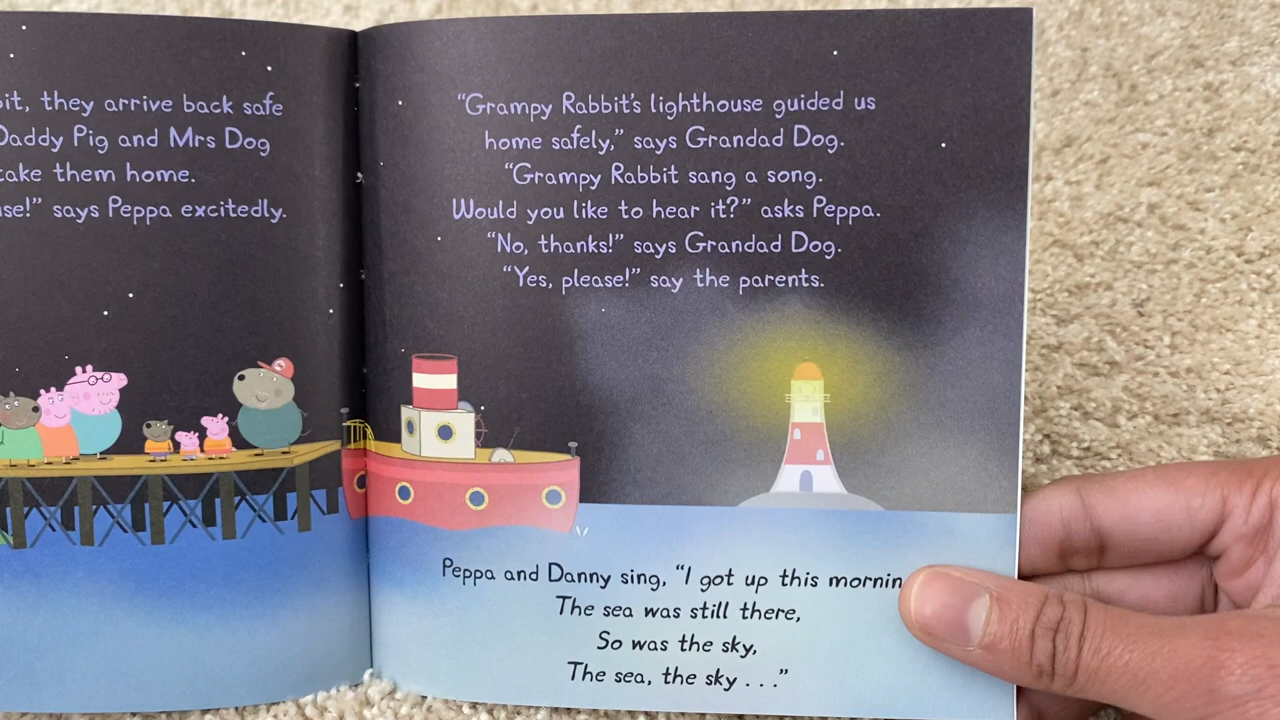 it, they arrive back safe
Daddy Pig and Mrs Dog
take them home.
se!” says Peppa excitedly.
“Grampy Rabbit's lighthouse guided us
home safely,” says Grandad Dog.
“Grampy Rabbit sang a song.
Would you like to hear it?” asks Peppa.
“No, thanks!” says Grandad Dog.
“Yes, please!” say the parents.
Peppa and Danny sing, “I got up this mornin
The sea was still there,
So was the sky,
The sea, the sky . . .”